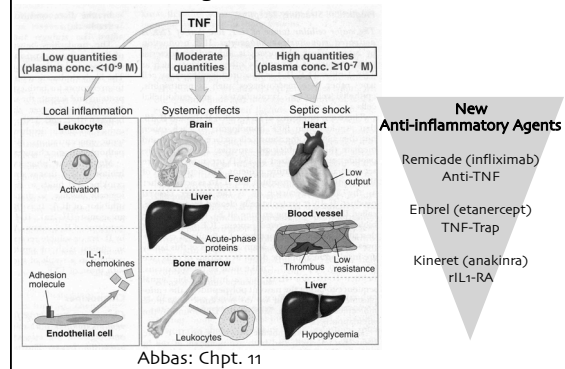 TNF
Low quantities
(plasma conc. <10-9 M)
Moderate
quantities
High quantities
(plasma conc. ≥10-7 M)
Local inflammation
Leukocyte
Activation
IL-1,
chemokines
Adhesion
molecule
Endothelial cell
Systemic effects
Brain
Fever
Liver
Acute-phase
proteins
Bone marrow
Leukocytes
Septic shock
Heart
Low
output
Blood vessel
Thrombus
Low
resistance
Liver
Hypoglycemia
New
Anti-inflammatory Agents
Remicade (infliximab)
Anti-TNF
Enbrel (etanercept)
TNF-Trap
Kineret (anakinra)
rIL1-RA
Abbas: Chpt. 11